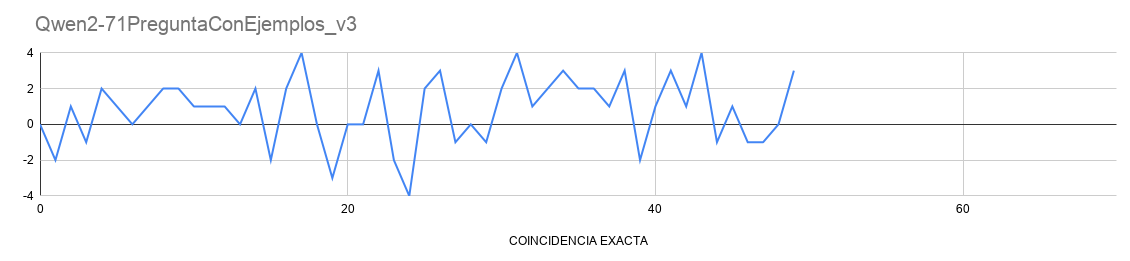 Qwen2-71PreguntaConEjemplos_v3
4
2
0
-2
-4
0 20 40 60
COINCIDENCIA EXACTA